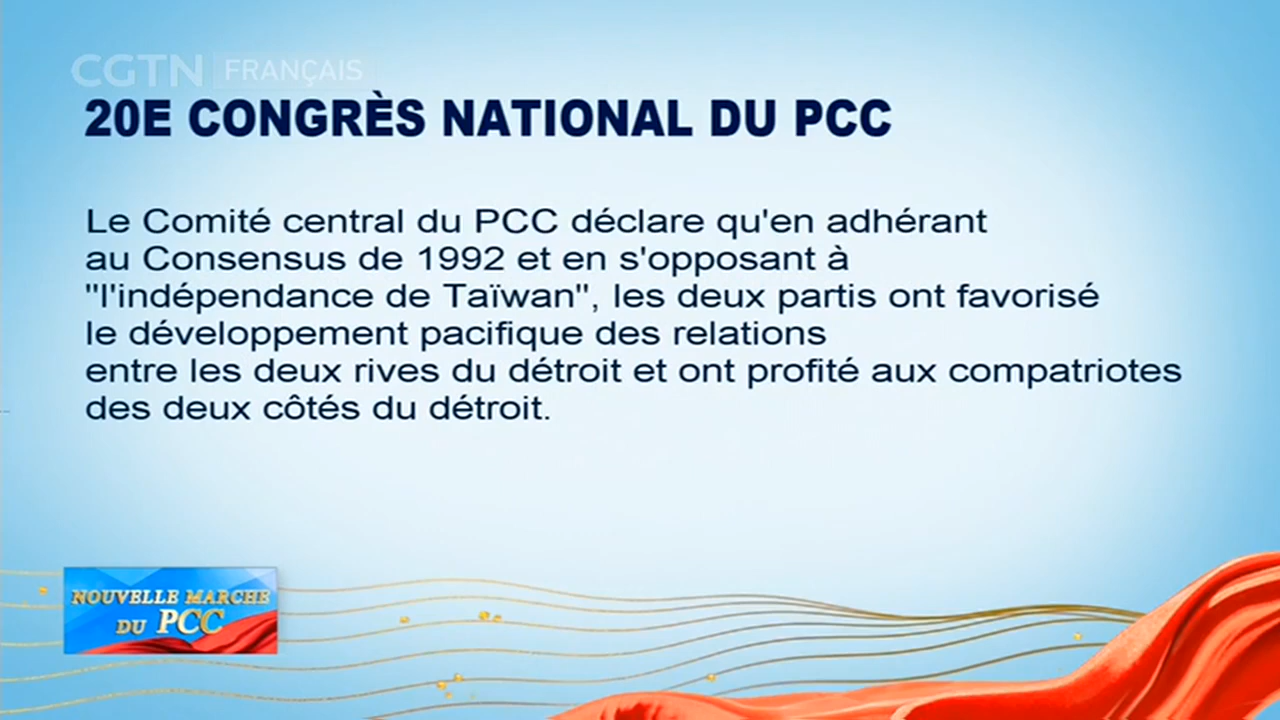 CGTN FRANÇAIS
20E CONGRÈS NATIONAL DU PCC
Le Comité central du PCC déclare qu'en adhérant
au Consensus de 1992 et en s'opposant à
"l'indépendance de Taïwan", les deux partis ont favorisé
le développement pacifique des relations
entre les deux rives du détroit et ont profité aux compatriotes
des deux côtés du détroit.
NOUVELLE MARCHE
DU PCC